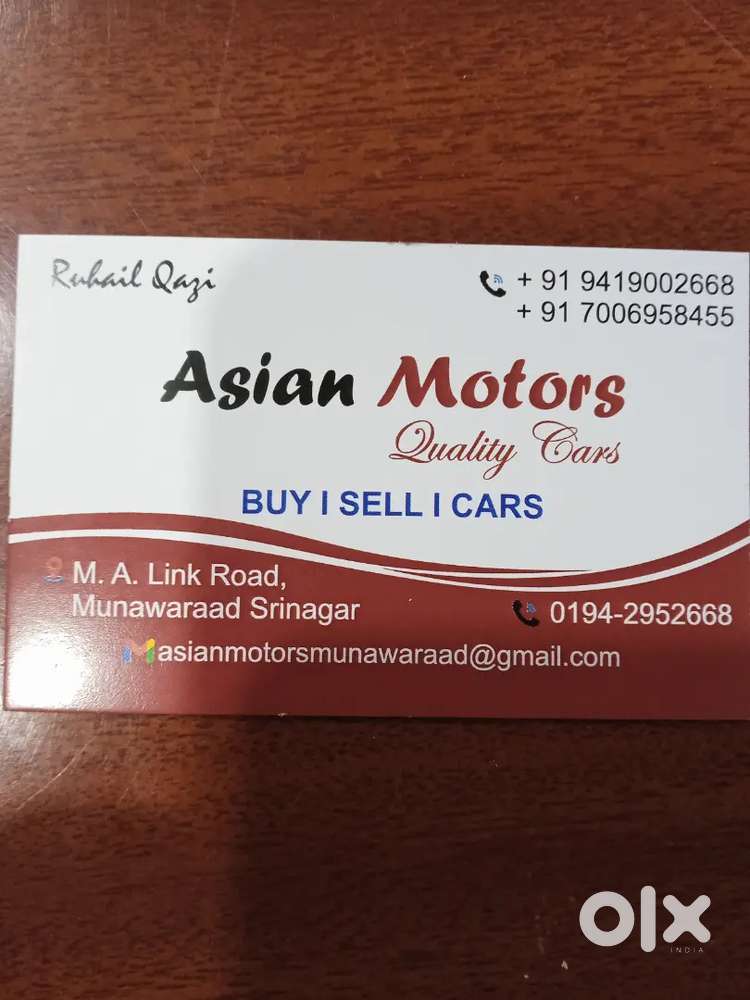 Ruhail Qazi
+ 91 9419002668
+ 91 7006958455
Asian Motors
Quality Cars
BUY I SELL I CARS
M. A. Link Road,
Munawaraad Srinagar
0194-2952668
asianmotorsmunawaraad@gmail.com
olx
INDIA